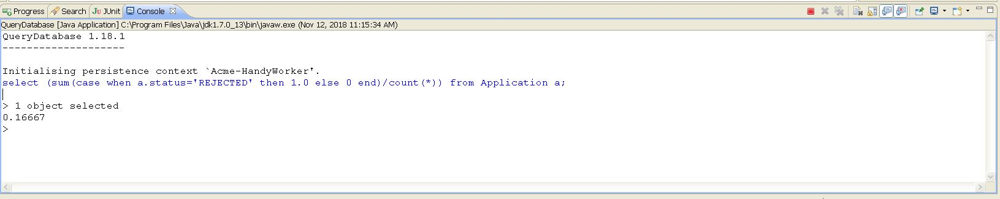 Progress Search JUnit Console
QueryDatabase [Java Application] C:\Program Files\Java\jdk1.7.0_13\bin\javaw.exe (Nov 12, 2018 11:15:34 AM)
QueryDatabase 1.18.1
--------------------
Initialising persistence context `Acme-HandyWorker'.
select (sum(case when a.status='REJECTED' then 1.0 else 0 end)/count(*)) from Application a;
> 1 object selected
0.16667
>